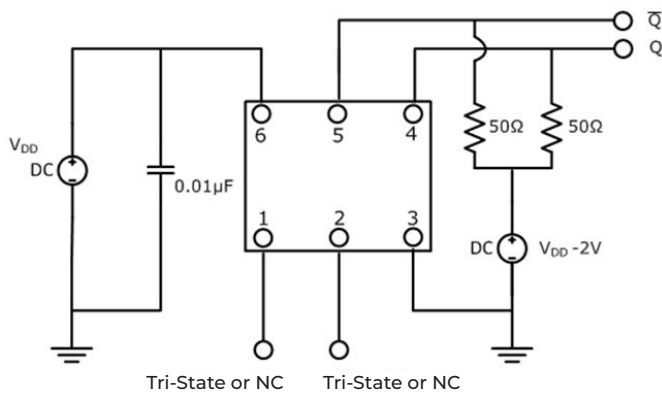 Q̅
Q
6 5 4
50Ω 50Ω
V_DD
DC
0.01µF
1 2 3
DC V_DD -2V
Tri-State or NC Tri-State or NC